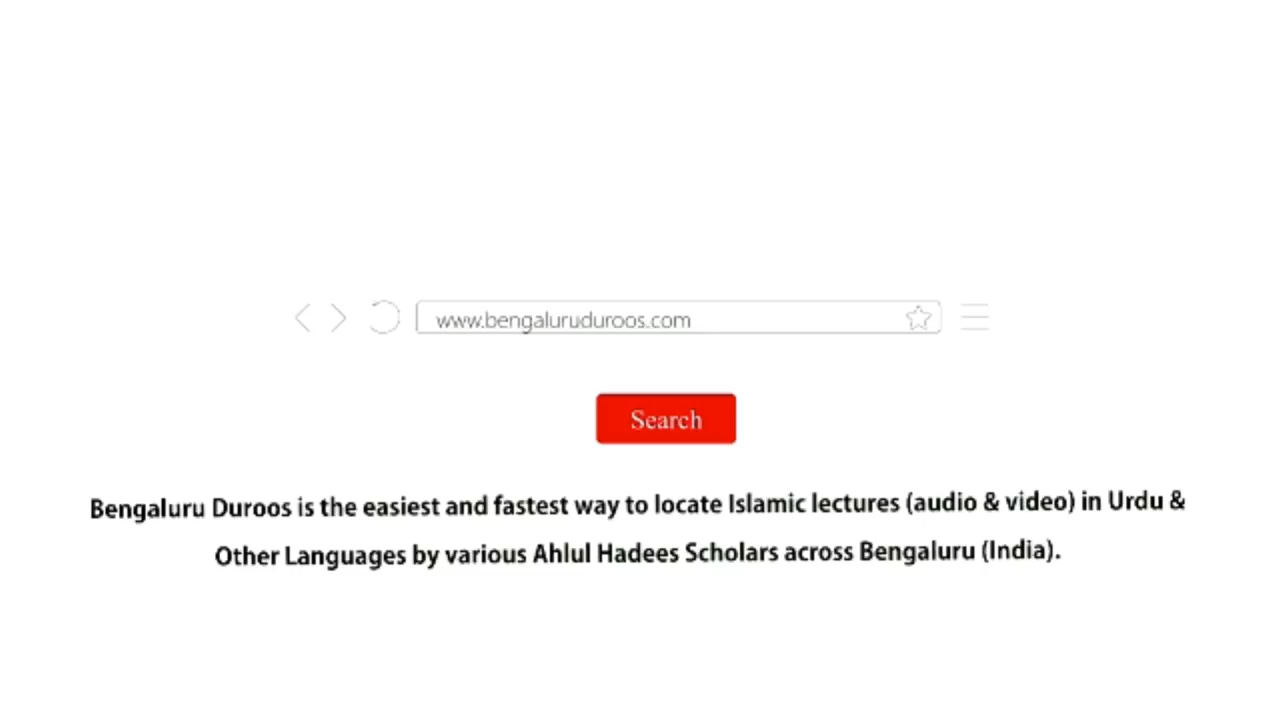 www.bengaluruduroos.com
Search
Bengaluru Duroos is the easiest and fastest way to locate Islamic lectures (audio & video) in Urdu &
Other Languages by various Ahlul Hadees Scholars across Bengaluru (India).